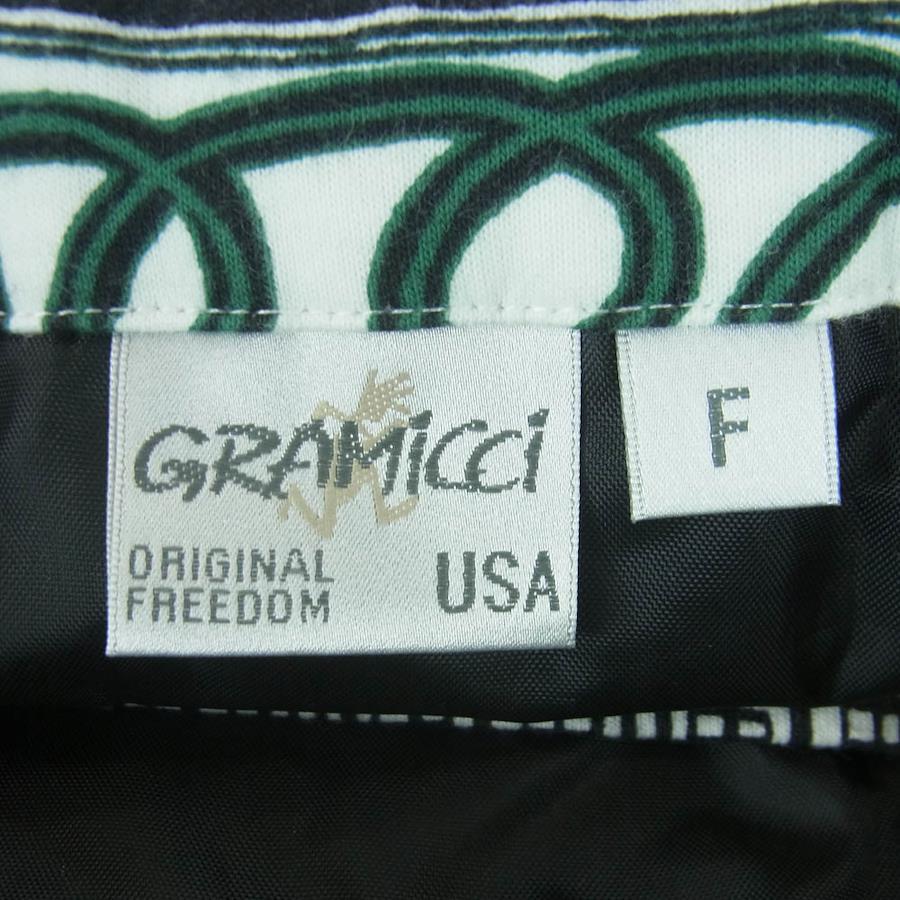 GRAMiCCi
F
ORIGINAL
FREEDOM
USA